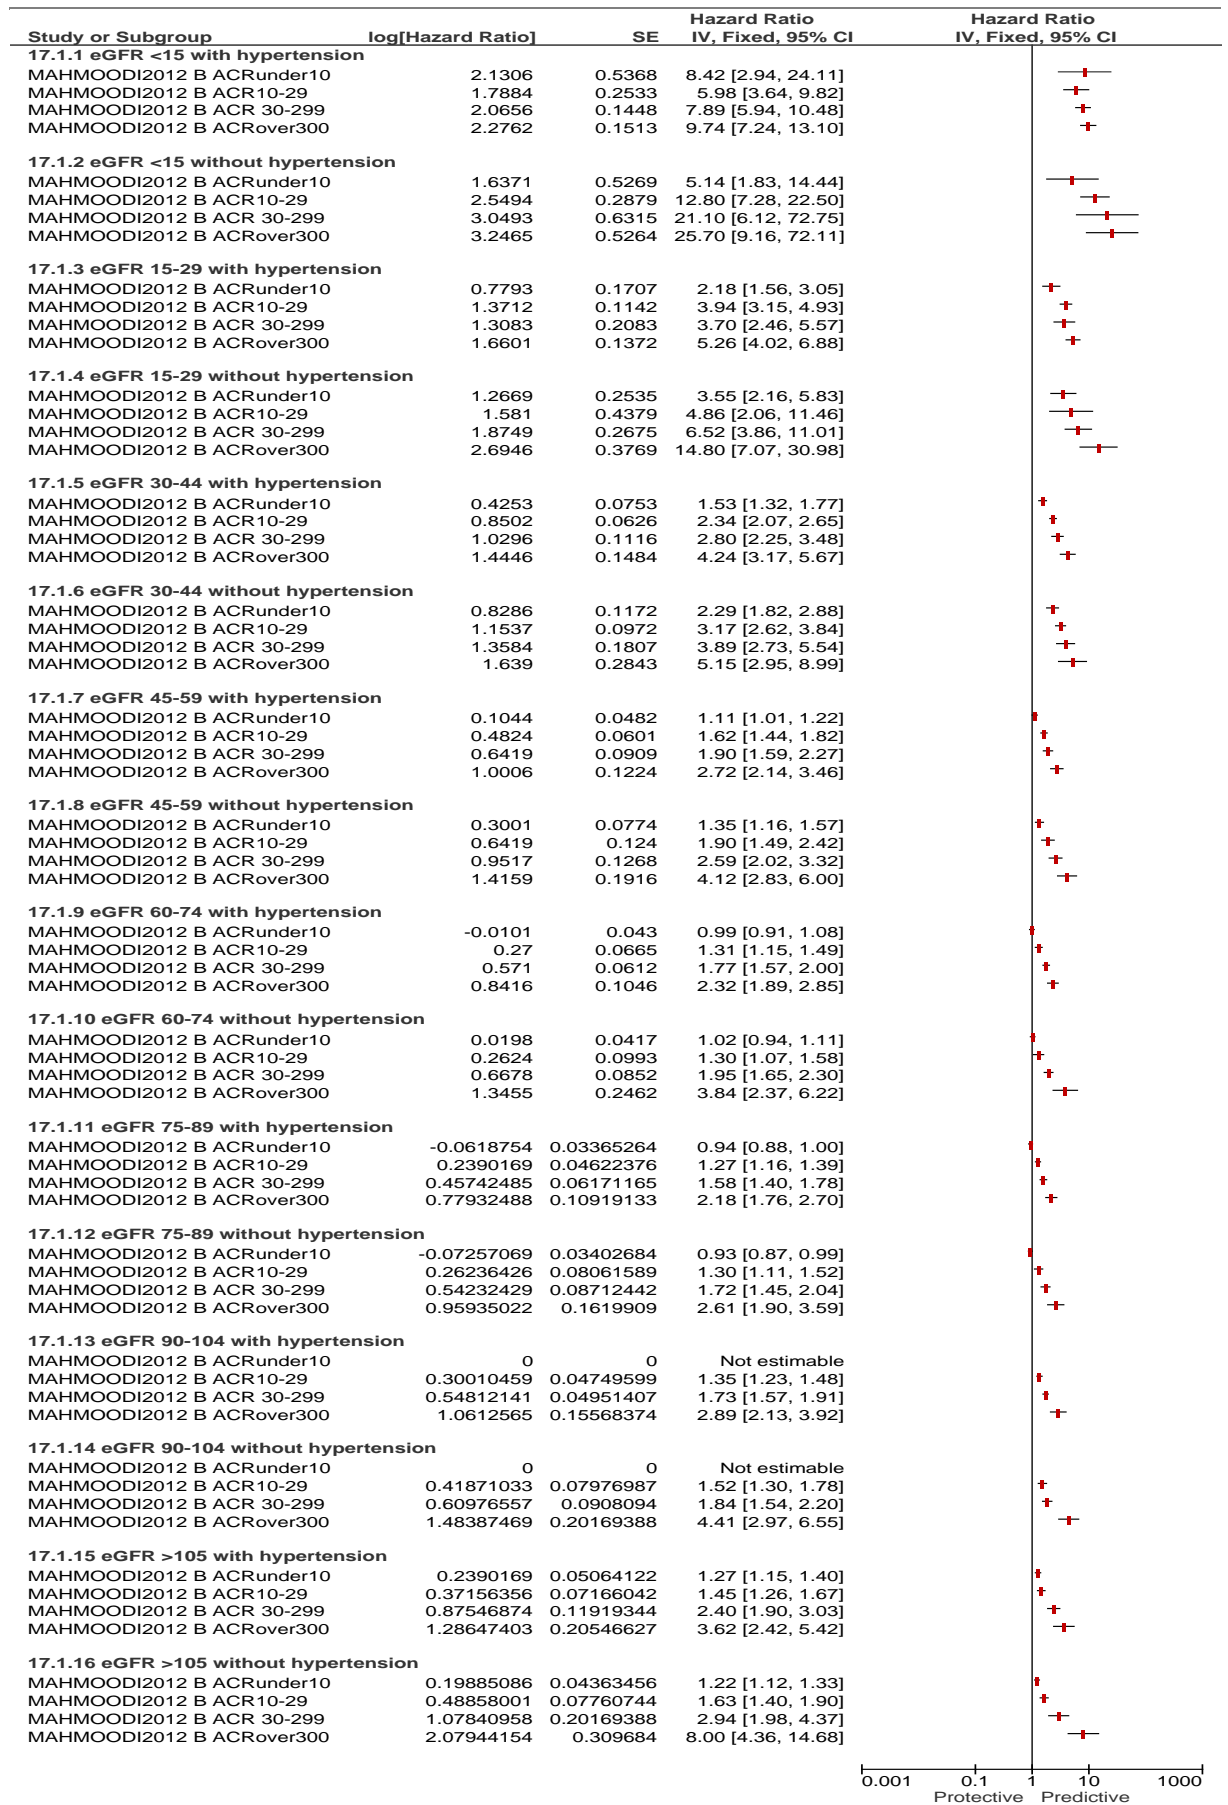 Hazard Ratio Hazard Ratio
Study or Subgroup log[Hazard Ratio] SE IV, Fixed, 95% CI IV, Fixed, 95% CI
17.1.1 eGFR <15 with hypertension
MAHMOODI2012 B ACRunder10 2.1306 0.5368 8.42 [2.94, 24.11]
MAHMOODI2012 B ACR10-29 1.7884 0.2533 5.98 [3.64, 9.82]
MAHMOODI2012 B ACR 30-299 2.0656 0.1448 7.89 [5.94, 10.48]
MAHMOODI2012 B ACRover300 2.2762 0.1513 9.74 [7.24, 13.10]
17.1.2 eGFR <15 without hypertension
MAHMOODI2012 B ACRunder10 1.6371 0.5269 5.14 [1.83, 14.44]
MAHMOODI2012 B ACR10-29 2.5494 0.2879 12.80 [7.28, 22.50]
MAHMOODI2012 B ACR 30-299 3.0493 0.6315 21.10 [6.12, 72.75]
MAHMOODI2012 B ACRover300 3.2465 0.5264 25.70 [9.16, 72.11]
17.1.3 eGFR 15-29 with hypertension
MAHMOODI2012 B ACRunder10 0.7793 0.1707 2.18 [1.56, 3.05]
MAHMOODI2012 B ACR10-29 1.3712 0.1142 3.94 [3.15, 4.93]
MAHMOODI2012 B ACR 30-299 1.3083 0.2083 3.70 [2.46, 5.57]
MAHMOODI2012 B ACRover300 1.6601 0.1372 5.26 [4.02, 6.88]
17.1.4 eGFR 15-29 without hypertension
MAHMOODI2012 B ACRunder10 1.2669 0.2535 3.55 [2.16, 5.83]
MAHMOODI2012 B ACR10-29 1.581 0.4379 4.86 [2.06, 11.46]
MAHMOODI2012 B ACR 30-299 1.8749 0.2675 6.52 [3.86, 11.01]
MAHMOODI2012 B ACRover300 2.6946 0.3769 14.80 [7.07, 30.98]
17.1.5 eGFR 30-44 with hypertension
MAHMOODI2012 B ACRunder10 0.4253 0.0753 1.53 [1.32, 1.77]
MAHMOODI2012 B ACR10-29 0.8502 0.0626 2.34 [2.07, 2.65]
MAHMOODI2012 B ACR 30-299 1.0296 0.1116 2.80 [2.25, 3.48]
MAHMOODI2012 B ACRover300 1.4446 0.1484 4.24 [3.17, 5.67]
17.1.6 eGFR 30-44 without hypertension
MAHMOODI2012 B ACRunder10 0.8286 0.1172 2.29 [1.82, 2.88]
MAHMOODI2012 B ACR10-29 1.1537 0.0972 3.17 [2.62, 3.84]
MAHMOODI2012 B ACR 30-299 1.3584 0.1807 3.89 [2.73, 5.54]
MAHMOODI2012 B ACRover300 1.639 0.2843 5.15 [2.95, 8.99]
17.1.7 eGFR 45-59 with hypertension
MAHMOODI2012 B ACRunder10 0.1044 0.0482 1.11 [1.01, 1.22]
MAHMOODI2012 B ACR10-29 0.4824 0.0601 1.62 [1.44, 1.82]
MAHMOODI2012 B ACR 30-299 0.6419 0.0909 1.90 [1.59, 2.27]
MAHMOODI2012 B ACRover300 1.0006 0.1224 2.72 [2.14, 3.46]
17.1.8 eGFR 45-59 without hypertension
MAHMOODI2012 B ACRunder10 0.3001 0.0774 1.35 [1.16, 1.57]
MAHMOODI2012 B ACR10-29 0.6419 0.124 1.90 [1.49, 2.42]
MAHMOODI2012 B ACR 30-299 0.9517 0.1268 2.59 [2.02, 3.32]
MAHMOODI2012 B ACRover300 1.4159 0.1916 4.12 [2.83, 6.00]
17.1.9 eGFR 60-74 with hypertension
MAHMOODI2012 B ACRunder10 -0.0101 0.043 0.99 [0.91, 1.08]
MAHMOODI2012 B ACR10-29 0.27 0.0665 1.31 [1.15, 1.49]
MAHMOODI2012 B ACR 30-299 0.571 0.0612 1.77 [1.57, 2.00]
MAHMOODI2012 B ACRover300 0.8416 0.1046 2.32 [1.89, 2.85]
17.1.10 eGFR 60-74 without hypertension
MAHMOODI2012 B ACRunder10 0.0198 0.0417 1.02 [0.94, 1.11]
MAHMOODI2012 B ACR10-29 0.2624 0.0993 1.30 [1.07, 1.58]
MAHMOODI2012 B ACR 30-299 0.6678 0.0852 1.95 [1.65, 2.30]
MAHMOODI2012 B ACRover300 1.3455 0.2462 3.84 [2.37, 6.22]
17.1.11 eGFR 75-89 with hypertension
MAHMOODI2012 B ACRunder10 -0.0618754 0.03365264 0.94 [0.88, 1.00]
MAHMOODI2012 B ACR10-29 0.2390169 0.04622376 1.27 [1.16, 1.39]
MAHMOODI2012 B ACR 30-299 0.45742485 0.06171165 1.58 [1.40, 1.78]
MAHMOODI2012 B ACRover300 0.77932488 0.10919133 2.18 [1.76, 2.70]
17.1.12 eGFR 75-89 without hypertension
MAHMOODI2012 B ACRunder10 -0.07257069 0.03402684 0.93 [0.87, 0.99]
MAHMOODI2012 B ACR10-29 0.26236426 0.08061589 1.30 [1.11, 1.52]
MAHMOODI2012 B ACR 30-299 0.54232429 0.08712442 1.72 [1.45, 2.04]
MAHMOODI2012 B ACRover300 0.95935022 0.1619909 2.61 [1.90, 3.59]
17.1.13 eGFR 90-104 with hypertension
MAHMOODI2012 B ACRunder10 0 0 Not estimable
MAHMOODI2012 B ACR10-29 0.30010459 0.04749599 1.35 [1.23, 1.48]
MAHMOODI2012 B ACR 30-299 0.54812141 0.04951407 1.73 [1.57, 1.91]
MAHMOODI2012 B ACRover300 1.0612565 0.15568374 2.89 [2.13, 3.92]
17.1.14 eGFR 90-104 without hypertension
MAHMOODI2012 B ACRunder10 0 0 Not estimable
MAHMOODI2012 B ACR10-29 0.41871033 0.07976987 1.52 [1.30, 1.78]
MAHMOODI2012 B ACR 30-299 0.60976557 0.0908094 1.84 [1.54, 2.20]
MAHMOODI2012 B ACRover300 1.48387469 0.20169388 4.41 [2.97, 6.55]
17.1.15 eGFR >105 with hypertension
MAHMOODI2012 B ACRunder10 0.2390169 0.05064122 1.27 [1.15, 1.40]
MAHMOODI2012 B ACR10-29 0.37156356 0.07166042 1.45 [1.26, 1.67]
MAHMOODI2012 B ACR 30-299 0.87546874 0.11919344 2.40 [1.90, 3.03]
MAHMOODI2012 B ACRover300 1.28647403 0.20546627 3.62 [2.42, 5.42]
17.1.16 eGFR >105 without hypertension
MAHMOODI2012 B ACRunder10 0.19885086 0.04363456 1.22 [1.12, 1.33]
MAHMOODI2012 B ACR10-29 0.48858001 0.07760744 1.63 [1.40, 1.90]
MAHMOODI2012 B ACR 30-299 1.07840958 0.20169388 2.94 [1.98, 4.37]
MAHMOODI2012 B ACRover300 2.07944154 0.309684 8.00 [4.36, 14.68]
0.001 0.1 1 10 1000
Protective Predictive